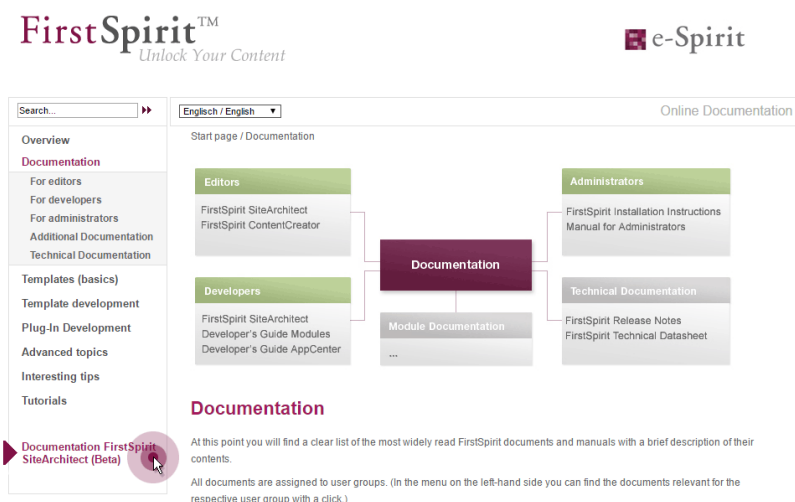 FirstSpirit™
Unlock Your Content
e-Spirit
Search...
Englisch / English
Online Documentation
Start page / Documentation
Overview
Documentation
For editors
For developers
For administrators
Additional Documentation
Technical Documentation
Templates (basics)
Template development
Plug-In Development
Advanced topics
Interesting tips
Tutorials
Documentation FirstSpirit
SiteArchitect (Beta)
Editors
FirstSpirit SiteArchitect
FirstSpirit ContentCreator
Administrators
FirstSpirit Installation Instructions
Manual for Administrators
Documentation
Developers
FirstSpirit SiteArchitect
Developer's Guide Modules
Developer's Guide AppCenter
Module Documentation
...
Technical Documentation
FirstSpirit Release Notes
FirstSpirit Technical Datasheet
Documentation
At this point you will find a clear list of the most widely read FirstSpirit documents and manuals with a brief description of their
contents.
All documents are assigned to user groups. (In the menu on the left-hand side you can find the documents relevant for the
respective user group with a click.)